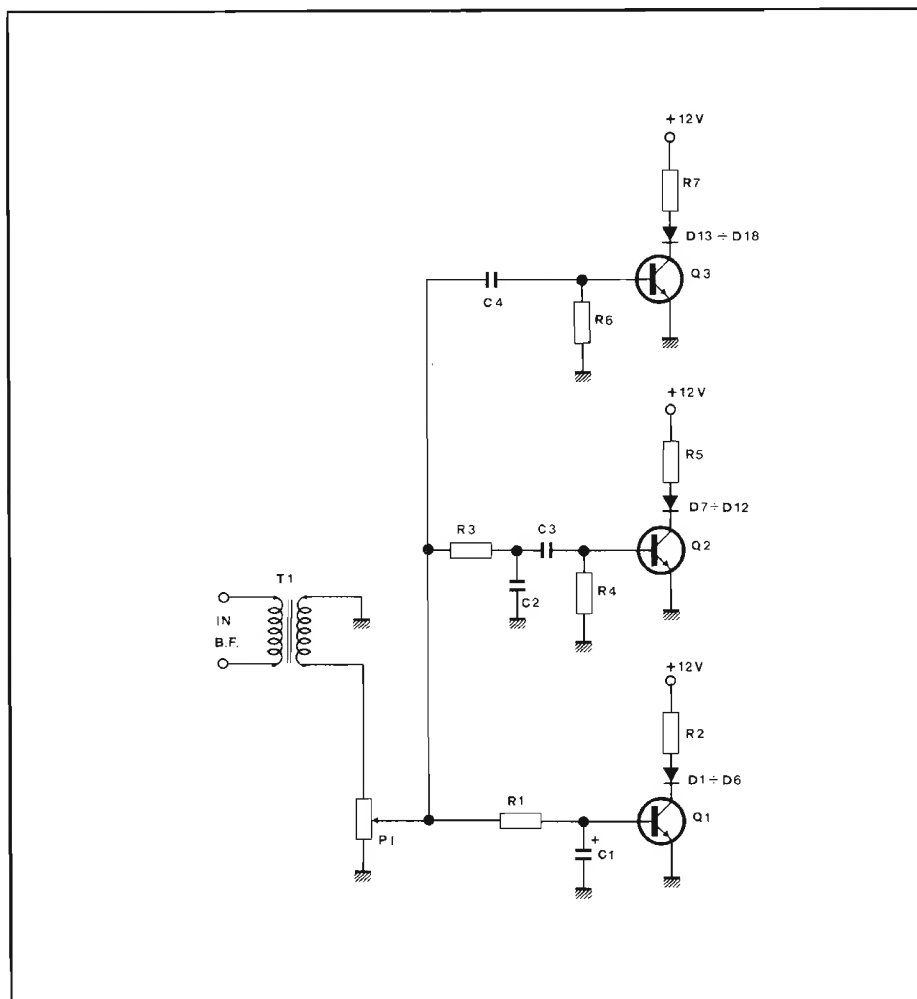 +12V
R7
D13÷D18
Q3
C4
R6
+12V
R5
D7÷D12
R3
C3
Q2
C2
R4
T1
IN
B.F.
+12V
R2
D1÷D6
R1
Q1
+
C1
P1